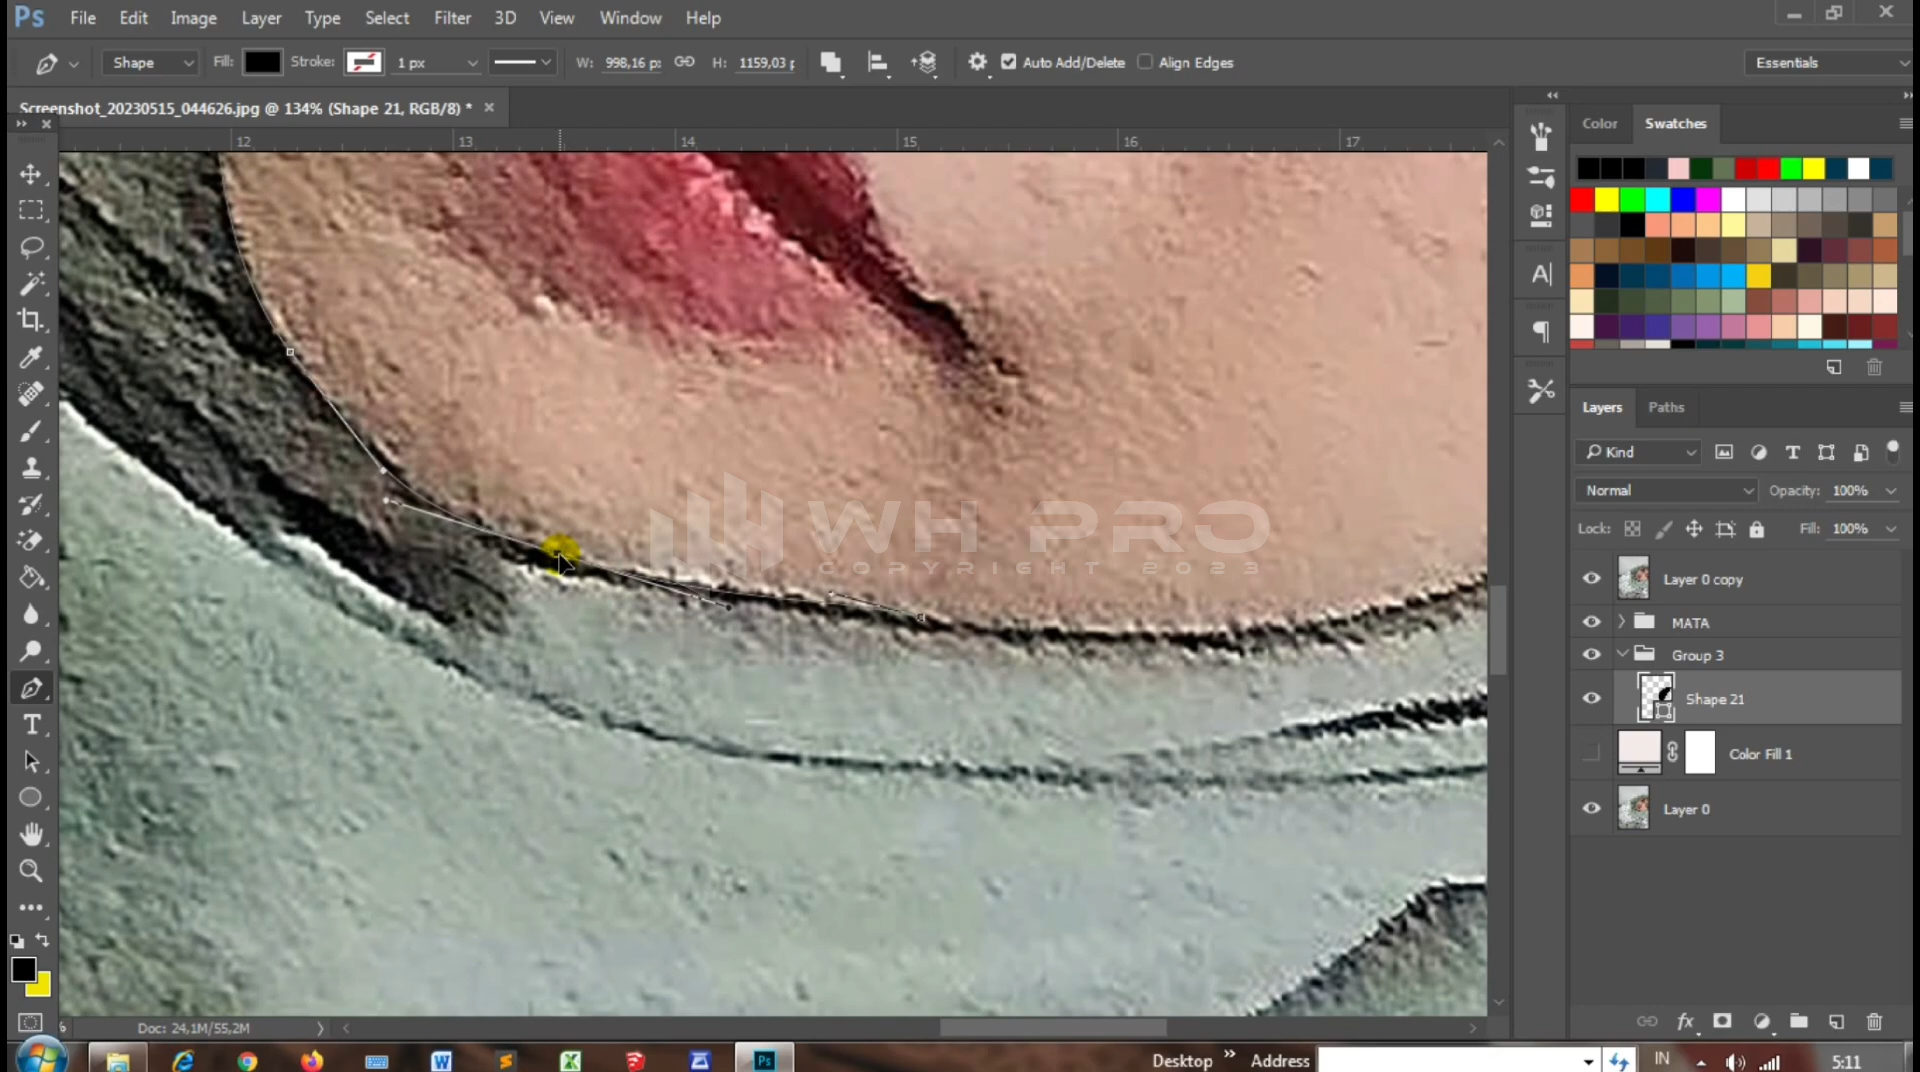 Ps File Edit Image Layer Type Select Filter 3D View Window Help
Shape Fill: Stroke: 1 px W: 998,16 p: H: 1159,03 p Auto Add/Delete Align Edges Essentials
Screenshot_20230515_044626.jpg @ 134% (Shape 21, RGB/8) *
12 13 14 15 16 17
Color Swatches
Layers Paths
Kind
Normal Opacity: 100%
Lock: Fill: 100%
Layer 0 copy
MATA
Group 3
Shape 21
Color Fill 1
Layer 0
WH PRO
COPYRIGHT 2023
% Doc: 24,1M/55,2M
Desktop Address IN 5:11